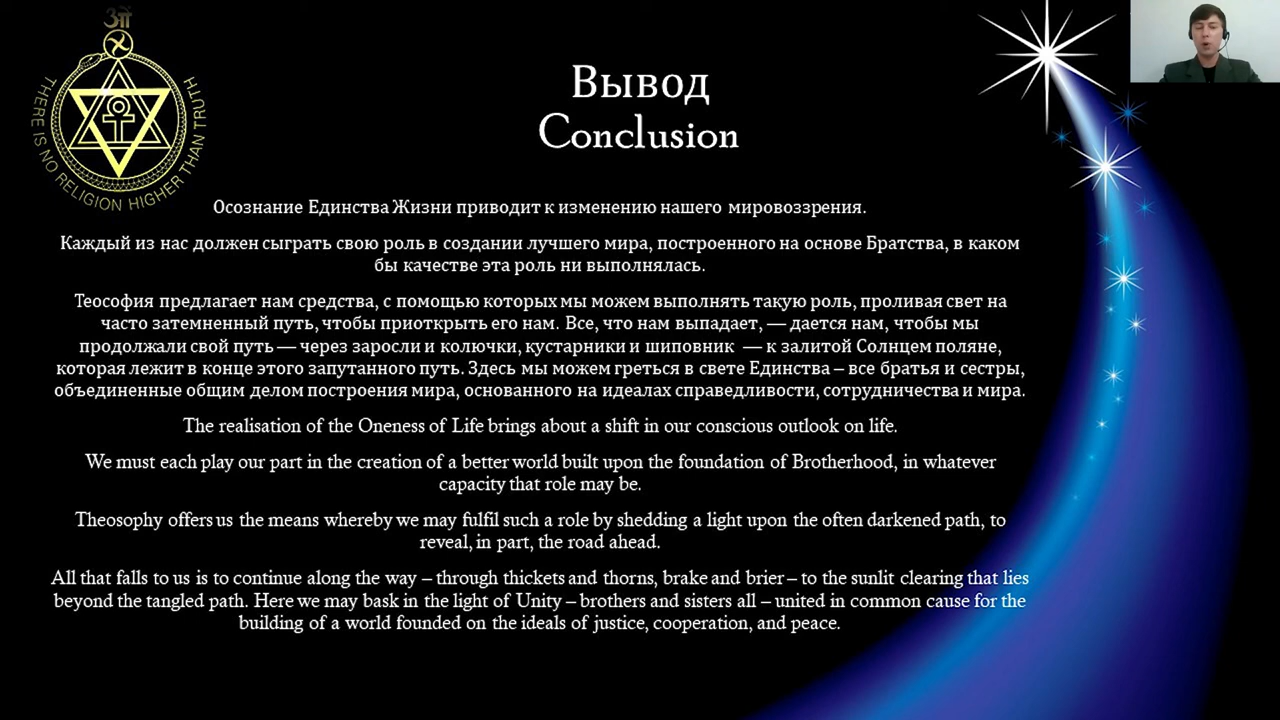 ॐ
THERE IS NO RELIGION HIGHER THAN TRUTH
Вывод
Conclusion
Осознание Единства Жизни приводит к изменению нашего мировоззрения.
Каждый из нас должен сыграть свою роль в создании лучшего мира, построенного на основе Братства, в каком
бы качестве эта роль ни выполнялась.
Теософия предлагает нам средства, с помощью которых мы можем выполнять такую роль, проливая свет на
часто затемненный путь, чтобы приоткрыть его нам. Все, что нам выпадает, — дается нам, чтобы мы
продолжали свой путь — через заросли и колючки, кустарники и шиповник — к залитой Солнцем поляне,
которая лежит в конце этого запутанного путь. Здесь мы можем греться в свете Единства – все братья и сестры,
объединенные общим делом построения мира, основанного на идеалах справедливости, сотрудничества и мира.
The realisation of the Oneness of Life brings about a shift in our conscious outlook on life.
We must each play our part in the creation of a better world built upon the foundation of Brotherhood, in whatever
capacity that role may be.
Theosophy offers us the means whereby we may fulfil such a role by shedding a light upon the often darkened path, to
reveal, in part, the road ahead.
All that falls to us is to continue along the way – through thickets and thorns, brake and brier – to the sunlit clearing that lies
beyond the tangled path. Here we may bask in the light of Unity – brothers and sisters all – united in common cause for the
building of a world founded on the ideals of justice, cooperation, and peace.